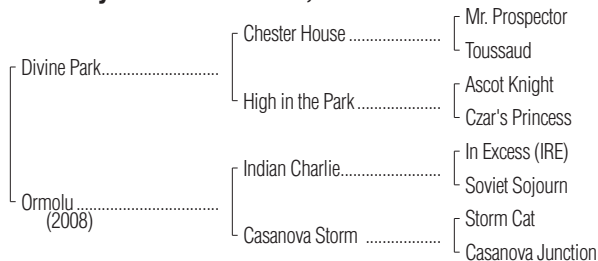 Mr. Prospector
Chester House
Toussaud
Divine Park
Ascot Knight
High in the Park
Czar's Princess
In Excess (IRE)
Indian Charlie
Soviet Sojourn
Ormolu
(2008)
Storm Cat
Casanova Storm
Casanova Junction